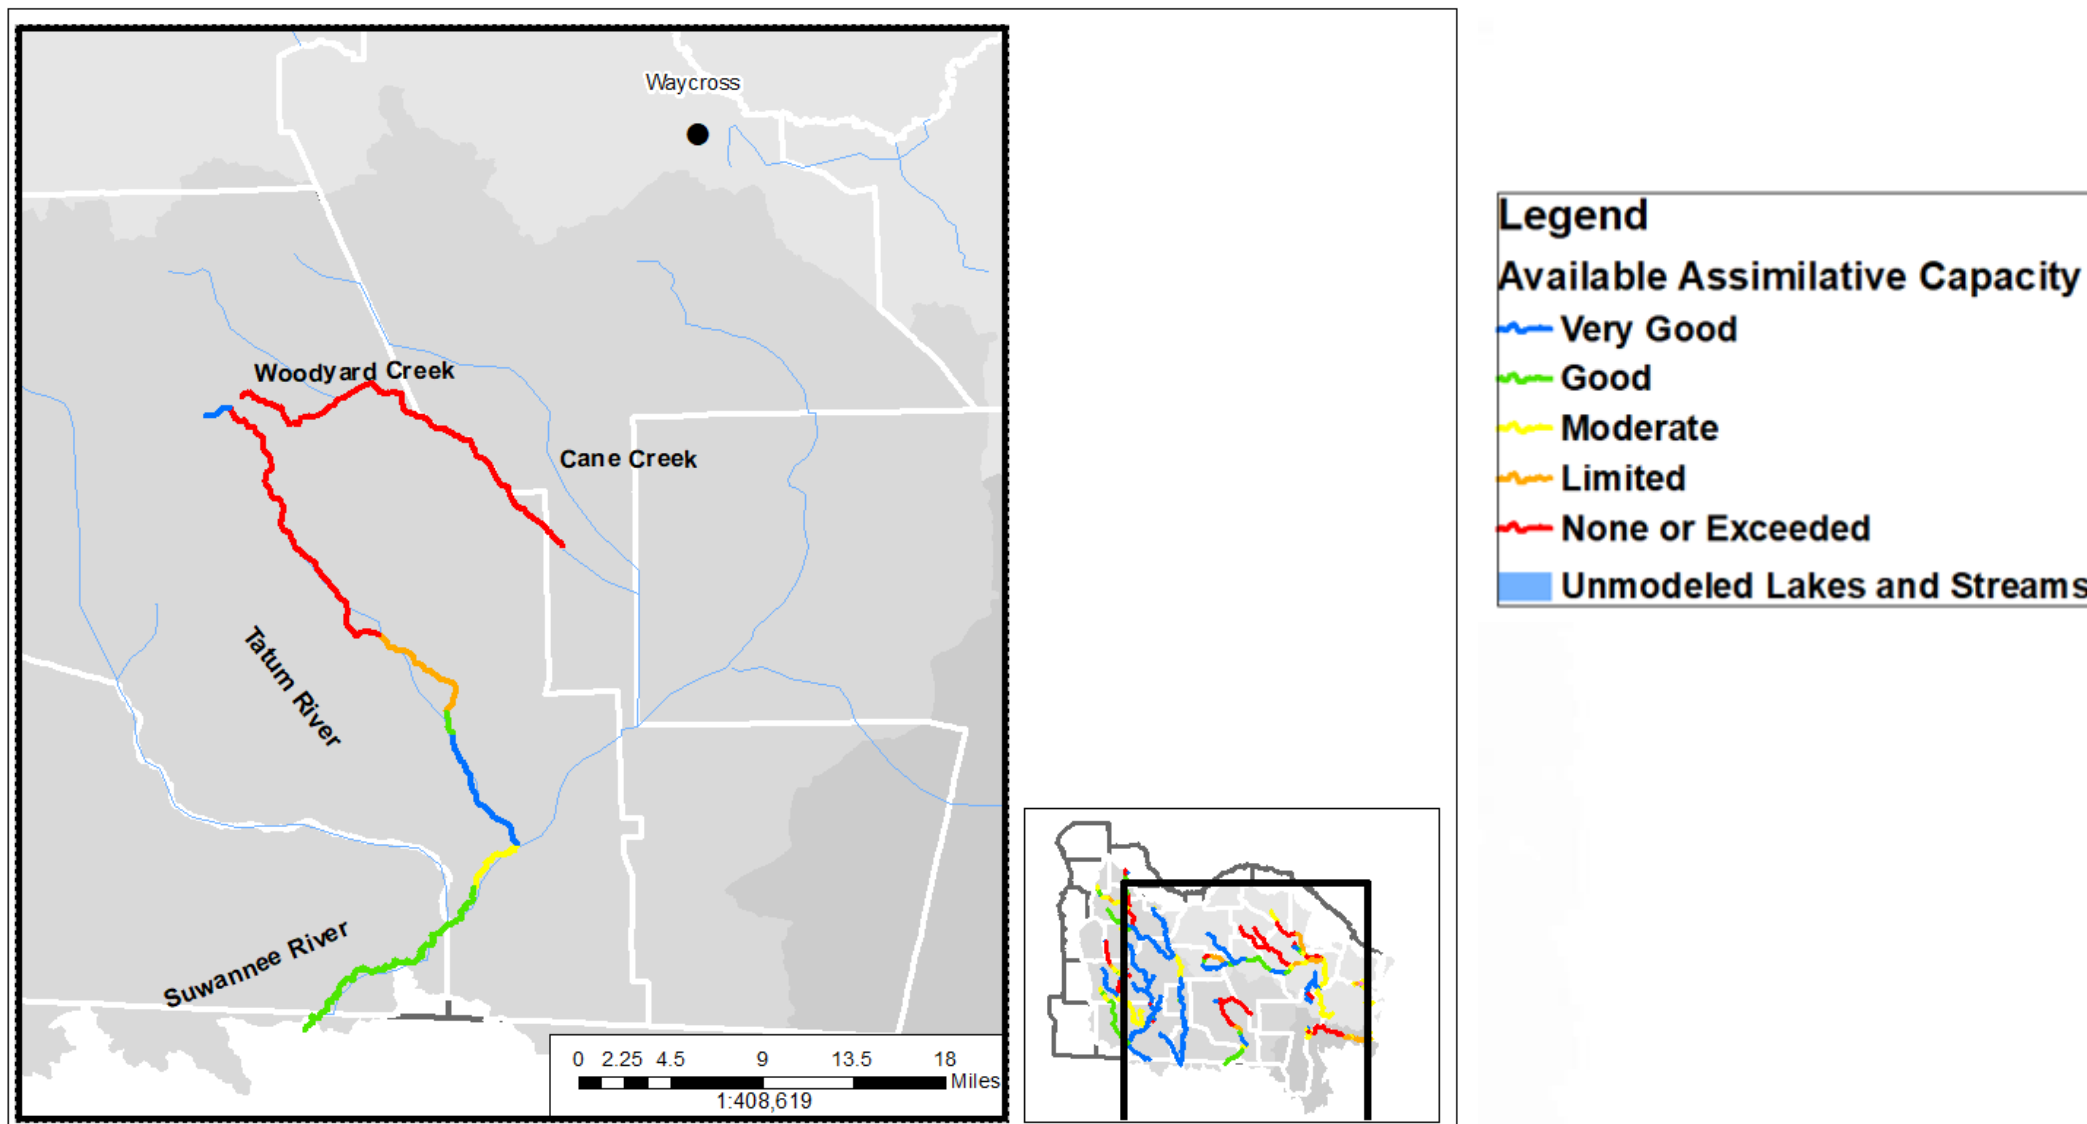 Waycross
Woodyard Creek
Cane Creek
Tatum River
Suwannee River
0 2.25 4.5 9 13.5 18
Miles
1:408,619
Legend
Available Assimilative Capacity
Very Good
Good
Moderate
Limited
None or Exceeded
Unmodeled Lakes and Streams